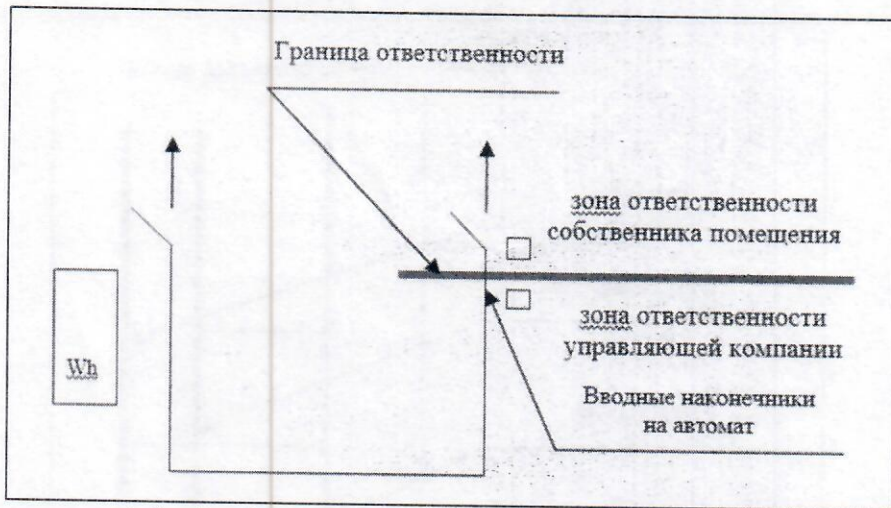 Граница ответственности
зона ответственности
собственника помещения
зона ответственности
управляющей компании
Wh
Вводные наконечники
на автомат